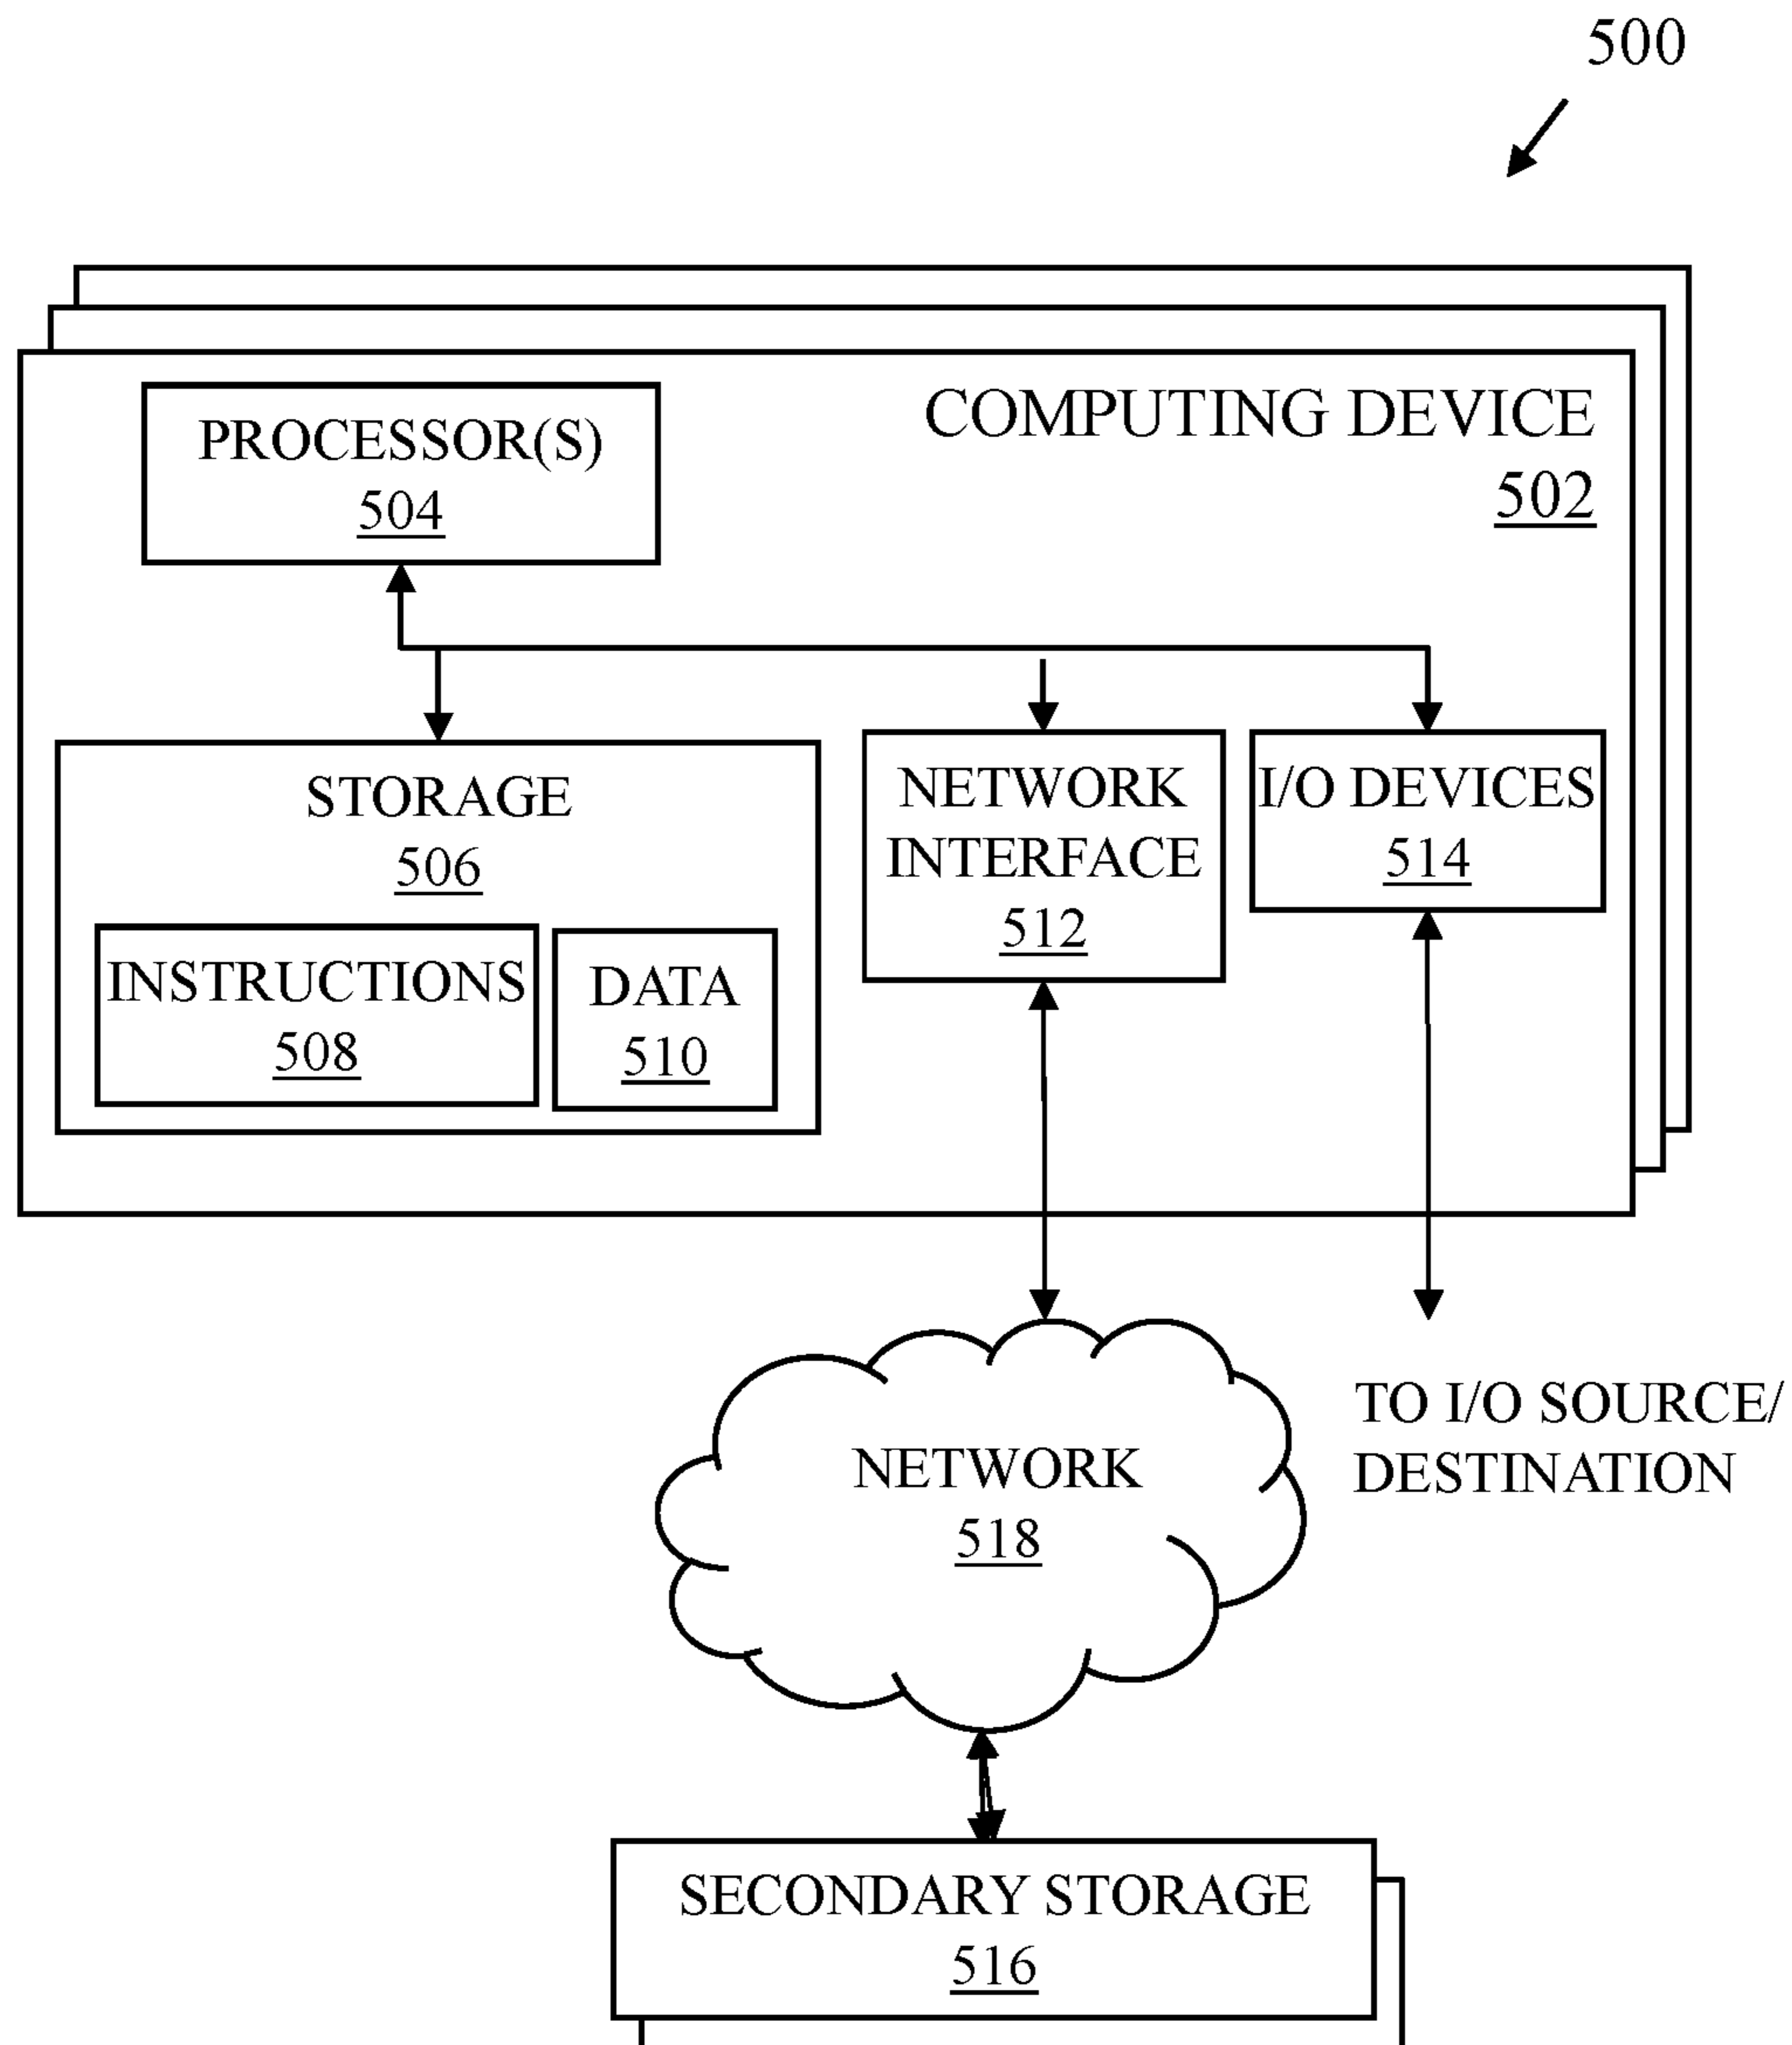 500
COMPUTING DEVICE
502
PROCESSOR(S)
504
STORAGE
506
INSTRUCTIONS
508
DATA
510
NETWORK
INTERFACE
512
I/O DEVICES
514
NETWORK
518
TO I/O SOURCE/
DESTINATION
SECONDARY STORAGE
516